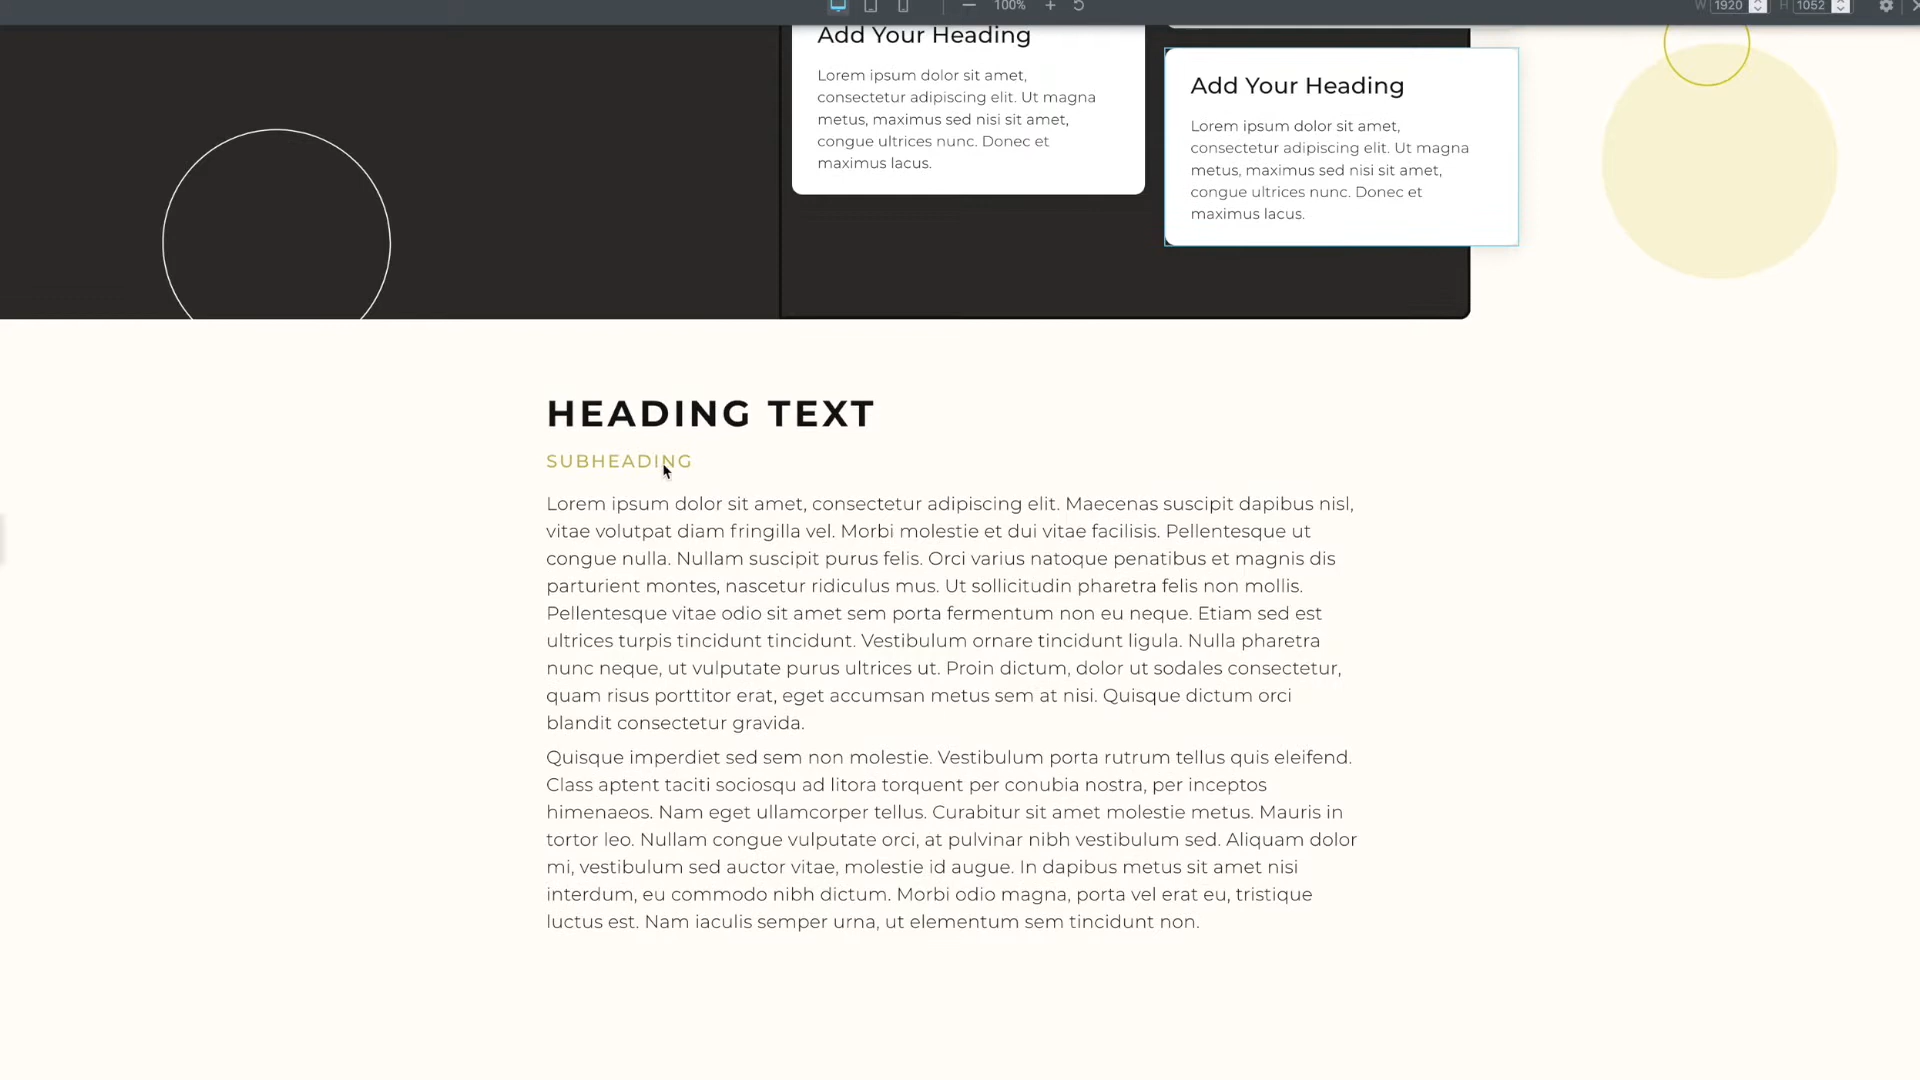 100%
W 1920 H 1052
Add Your Heading
Lorem ipsum dolor sit amet,
consectetur adipiscing elit. Ut magna
metus, maximus sed nisi sit amet,
congue ultrices nunc. Donec et
maximus lacus.
Add Your Heading
Lorem ipsum dolor sit amet,
consectetur adipiscing elit. Ut magna
metus, maximus sed nisi sit amet,
congue ultrices nunc. Donec et
maximus lacus.
HEADING TEXT
SUBHEADING
Lorem ipsum dolor sit amet, consectetur adipiscing elit. Maecenas suscipit dapibus nisl,
vitae volutpat diam fringilla vel. Morbi molestie et dui vitae facilisis. Pellentesque ut
congue nulla. Nullam suscipit purus felis. Orci varius natoque penatibus et magnis dis
parturient montes, nascetur ridiculus mus. Ut sollicitudin pharetra felis non mollis.
Pellentesque vitae odio sit amet sem porta fermentum non eu neque. Etiam sed est
ultrices turpis tincidunt tincidunt. Vestibulum ornare tincidunt ligula. Nulla pharetra
nunc neque, ut vulputate purus ultrices ut. Proin dictum, dolor ut sodales consectetur,
quam risus porttitor erat, eget accumsan metus sem at nisi. Quisque dictum orci
blandit consectetur gravida.
Quisque imperdiet sed sem non molestie. Vestibulum porta rutrum tellus quis eleifend.
Class aptent taciti sociosqu ad litora torquent per conubia nostra, per inceptos
himenaeos. Nam eget ullamcorper tellus. Curabitur sit amet molestie metus. Mauris in
tortor leo. Nullam congue vulputate orci, at pulvinar nibh vestibulum sed. Aliquam dolor
mi, vestibulum sed auctor vitae, molestie id augue. In dapibus metus sit amet nisi
interdum, eu commodo nibh dictum. Morbi odio magna, porta vel erat eu, tristique
luctus est. Nam iaculis semper urna, ut elementum sem tincidunt non.